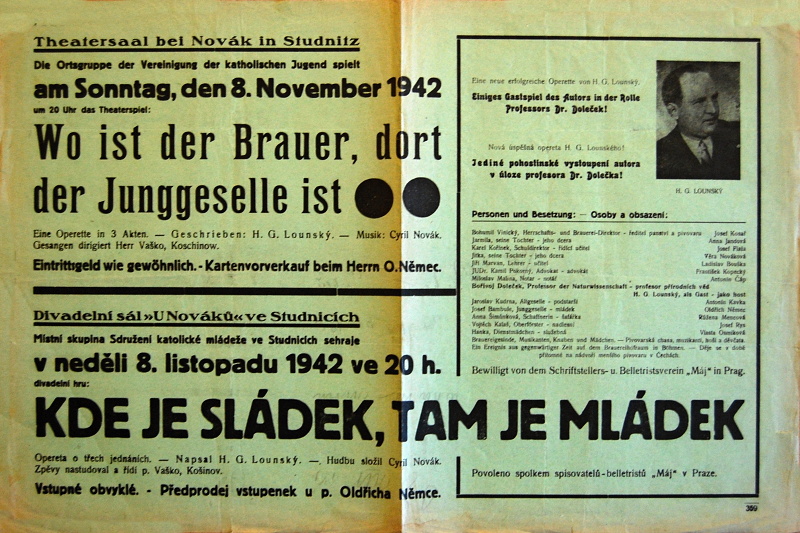 Theatersaal bei Novák in Studnitz
Die Ortsgruppe der Vereinigung der katholischen Jugend spielt
am Sonntag, den 8. November 1942
um 20 Uhr das Theaterspiel:
Wo ist der Brauer, dort
der Junggeselle ist
Eine Operette in 3 Akten. — Geschrieben: H. G. Lounský. — Musik: Cyril Novák.
Gesangen dirigiert Herr Vaško, Koschinow.
Eintrittsgeld wie gewöhnlich. - Kartenvorverkauf beim Herrn O. Němec.
Divadelní sál »U Nováků« ve Studnicích
Místní skupina Sdružení katolické mládeže ve Studnicích sehraje
v neděli 8. listopadu 1942 ve 20 h.
divadelní hru:
KDE JE SLÁDEK, TAM JE MLÁDEK
Opereta o třech jednáních. — Napsal H. G. Lounský. — Hudbu složil Cyril Novák.
Zpěvy nastudoval a řídí p. Vaško, Košinov.
Vstupné obvyklé. - Předprodej vstupenek u p. Oldřicha Němce.
Eine neue erfolgreiche Operette von H. G. Lounský.
Einiges Gastspiel des Autors in der Rolle
Professors Dr. Doleček!
Nová úspěšná opereta H. G. Lounského!
Jediné pohostinské vystoupení autora
v úloze profesora Dr. Dolečka!
H. G. LOUNSKÝ
Personen und Besetzung: — Osoby a obsazení:
Bohumil Vinický, Herrschafts- und Brauerei-Direktor - ředitel panství a pivovaru Josef Kosař
Jarmila, seine Tochter - jeho dcera Anna Jandová
Karel Kořínek, Schuldirektor - řídící učitel Josef
Jitka, seine Tochter - jeho dcera Věra Nováková
Jiří Marvan, Lehrer - učitel Ladislav Bouška
JUDr. Kamil Pokorný, Advokat - advokát František Kopecký
Miloslav Malina, Notar - notář Antonín Čáp
Bořivoj Doleček, Professor der Naturwissenschaft - profesor přírodních věd
H. G. Lounský, als Gast - jako host
Jaroslav Kudrna, Altgeselle - podstarší Antonín Kavka
Josef Bambule, Junggeselle - mládek Oldřich Němec
Anna Šimůnková, Schaffnerin - šafářka Růžena Mencová
Vojtěch Kalaš, Oberförster - nadlesní Josef Rys
Hanka, Dienstmädchen - služebná Vlasta
Brauereigesinde, Musikanten, Knaben und Mädchen. — Pivovarská chasa, muzikanti, hoši a děvčata.
Ein Ereignis aus gegenwärtiger Zeit auf dem Brauereihofraum in Böhmen. — Děje se v době
přítomné na nádvoří menšího pivovaru v Čechách.
Bewilligt von dem Schriftstellers- u. Belletristsverein „Máj" in Prag.
Povoleno spolkem spisovatelů-belletristů „Máj" v Praze.
359